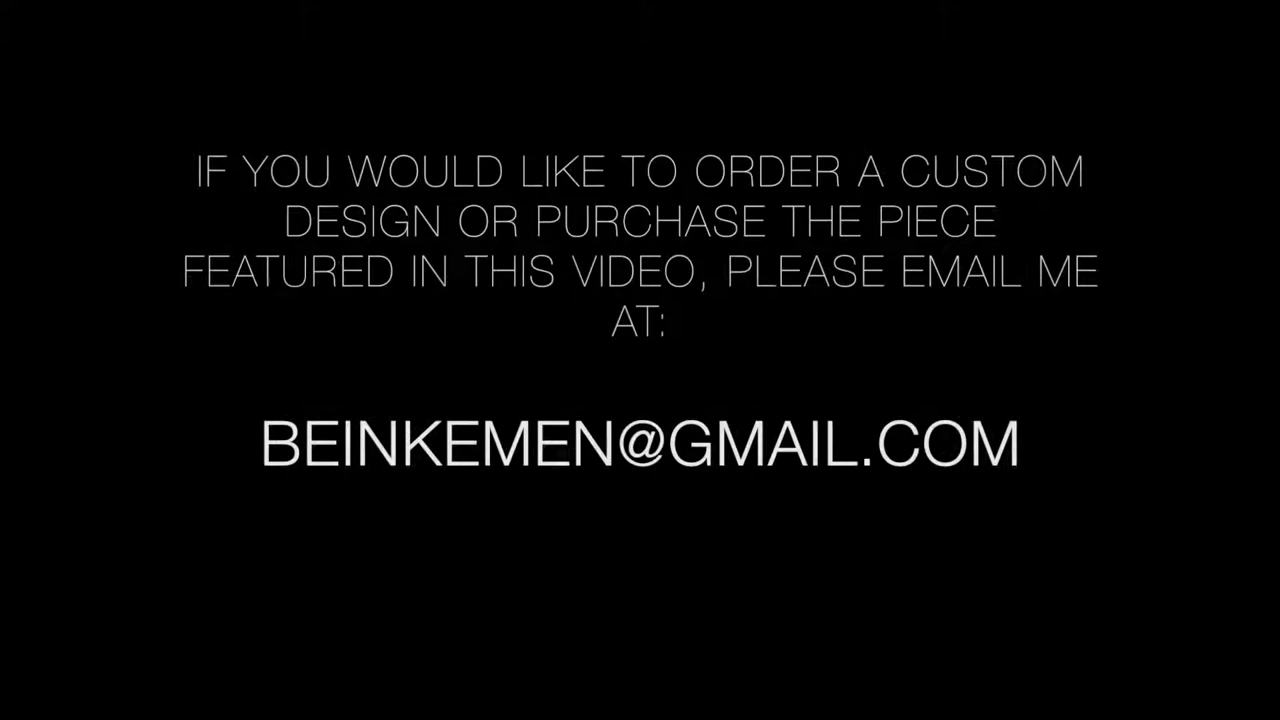 IF YOU WOULD LIKE TO ORDER A CUSTOM
DESIGN OR PURCHASE THE PIECE
FEATURED IN THIS VIDEO, PLEASE EMAIL ME
AT:
BEINKEMEN@GMAIL.COM